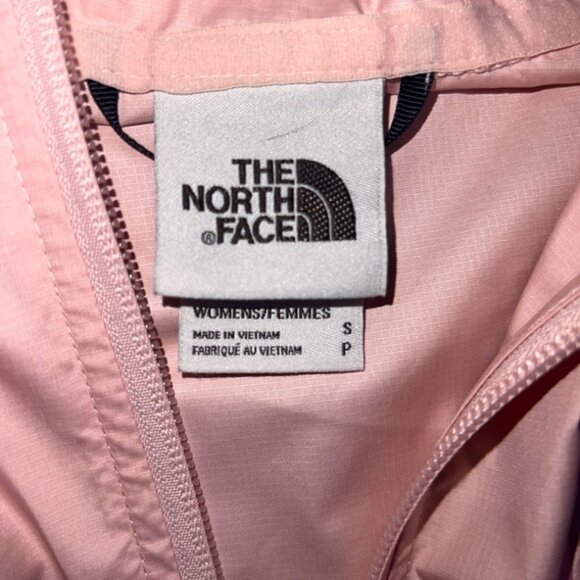 THE
NORTH
®FACE
WOMENS/FEMMES
MADE IN VIETNAM S
FABRIQUÉ AU VIETNAM P